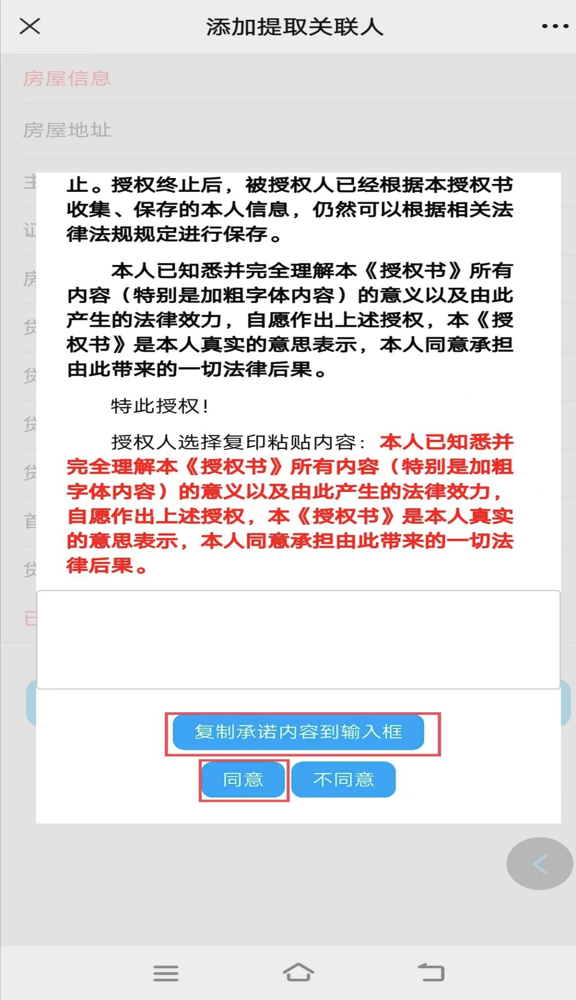 添加提取关联人
房屋信息
房屋地址
止。授权终止后，被授权人已经根据本授权书
收集、保存的本人信息，仍然可以根据相关法
律法规规定进行保存。
本人已知悉并完全理解本《授权书》所有
内容（特别是加粗字体内容）的意义以及由此
产生的法律效力，自愿作出上述授权，本《授
权书》是本人真实的意思表示，本人同意承担
由此带来的一切法律后果。
特此授权！
授权人选择复印粘贴内容：本人已知悉并
完全理解本《授权书》所有内容（特别是加粗
字体内容）的意义以及由此产生的法律效力，
自愿作出上述授权，本《授权书》是本人真实
的意思表示，本人同意承担由此带来的一切法
律后果。
复制承诺内容到输入框
同意 不同意